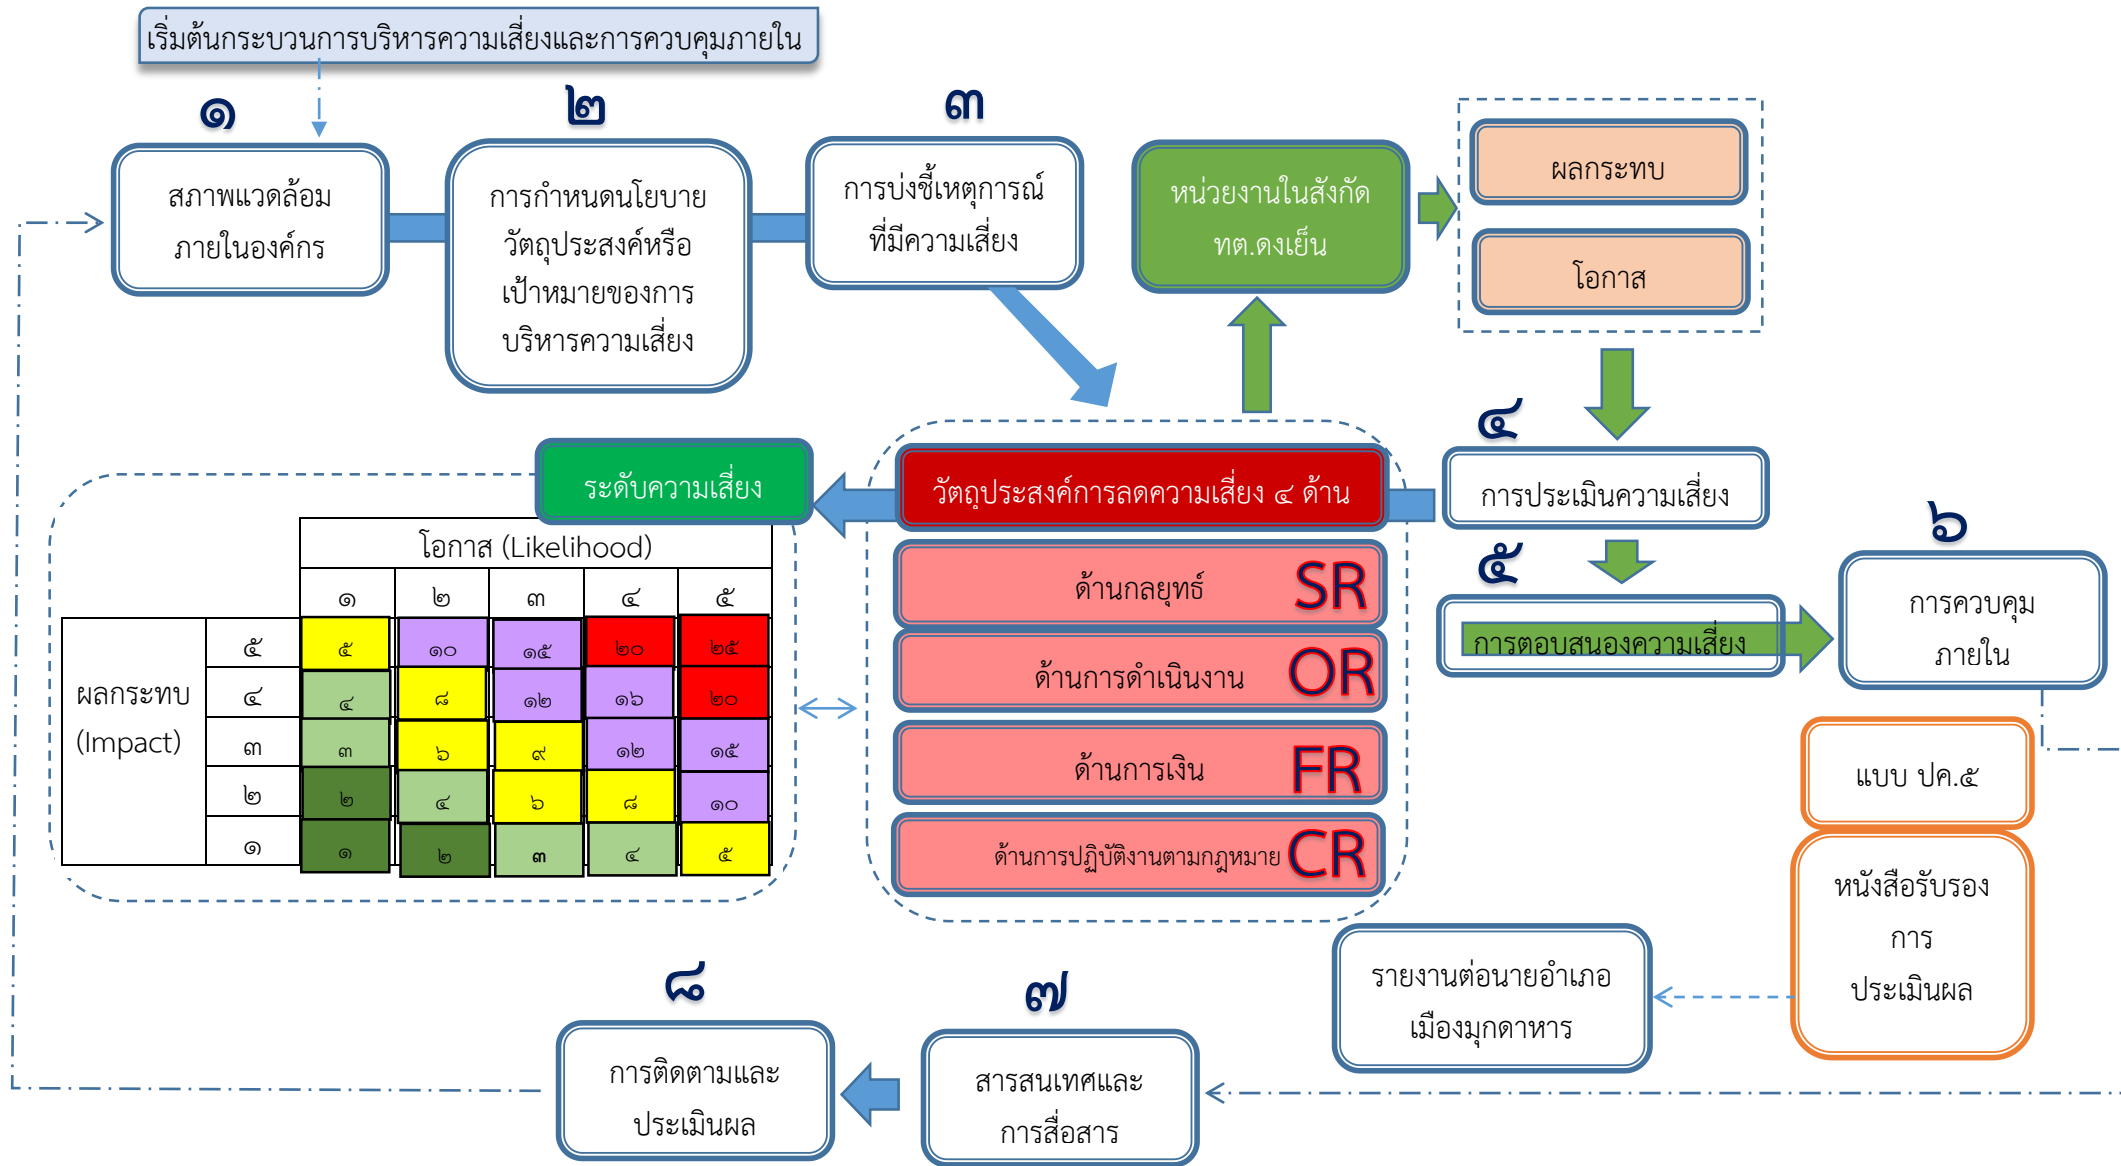 เริ่มต้นกระบวนการบริหารความเสี่ยงและการควบคุมภายใน
๑
สภาพแวดล้อม
ภายในองค์กร
๒
การกำหนดนโยบาย
วัตถุประสงค์หรือ
เป้าหมายของการ
บริหารความเสี่ยง
๓
การบ่งชี้เหตุการณ์
ที่มีความเสี่ยง
หน่วยงานในสังกัด
ทต.ดงเย็น
ผลกระทบ
โอกาส
๔
การประเมินความเสี่ยง
๕
การตอบสนองความเสี่ยง
๖
การควบคุม
ภายใน
วัตถุประสงค์การลดความเสี่ยง ๔ ด้าน
ด้านกลยุทธ์ SR
ด้านการดำเนินงาน OR
ด้านการเงิน FR
ด้านการปฏิบัติงานตามกฎหมาย CR
ระดับความเสี่ยง
โอกาส (Likelihood)
๑ ๒ ๓ ๔ ๕
ผลกระทบ
(Impact)
๕ ๕ ๑๐ ๑๕ ๒๐ ๒๕
๔ ๔ ๘ ๑๒ ๑๖ ๒๐
๓ ๓ ๖ ๙ ๑๒ ๑๕
๒ ๒ ๔ ๖ ๘ ๑๐
๑ ๑ ๒ ๓ ๔ ๕
แบบ ปค.๕
หนังสือรับรอง
การ
ประเมินผล
รายงานต่อนายอำเภอ
เมืองมุกดาหาร
๗
สารสนเทศและ
การสื่อสาร
๘
การติดตามและ
ประเมินผล